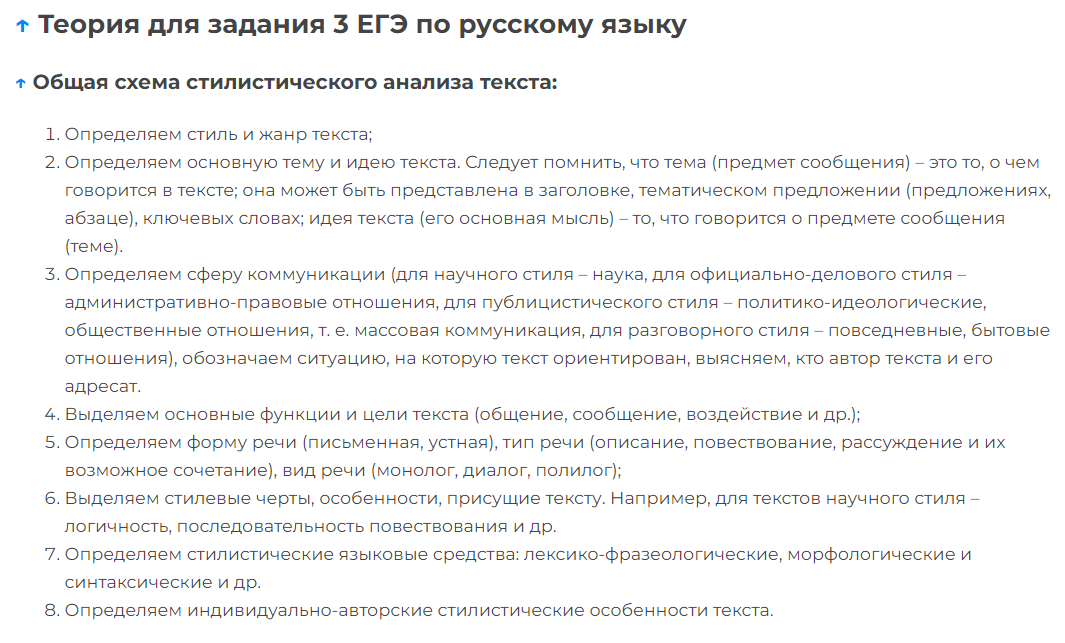 ↑ Теория для задания 3 ЕГЭ по русскому языку
↑ Общая схема стилистического анализа текста:
1. Определяем стиль и жанр текста;
2. Определяем основную тему и идею текста. Следует помнить, что тема (предмет сообщения) – это то, о чем
говорится в тексте; она может быть представлена в заголовке, тематическом предложении (предложениях,
абзаце), ключевых словах; идея текста (его основная мысль) – то, что говорится о предмете сообщения
(теме).
3. Определяем сферу коммуникации (для научного стиля – наука, для официально-делового стиля –
административно-правовые отношения, для публицистического стиля – политико-идеологические,
общественные отношения, т. е. массовая коммуникация, для разговорного стиля – повседневные, бытовые
отношения), обозначаем ситуацию, на которую текст ориентирован, выясняем, кто автор текста и его
адресат.
4. Выделяем основные функции и цели текста (общение, сообщение, воздействие и др.);
5. Определяем форму речи (письменная, устная), тип речи (описание, повествование, рассуждение и их
возможное сочетание), вид речи (монолог, диалог, полилог);
6. Выделяем стилевые черты, особенности, присущие тексту. Например, для текстов научного стиля –
логичность, последовательность повествования и др.
7. Определяем стилистические языковые средства: лексико-фразеологические, морфологические и
синтаксические и др.
8. Определяем индивидуально-авторские стилистические особенности текста.